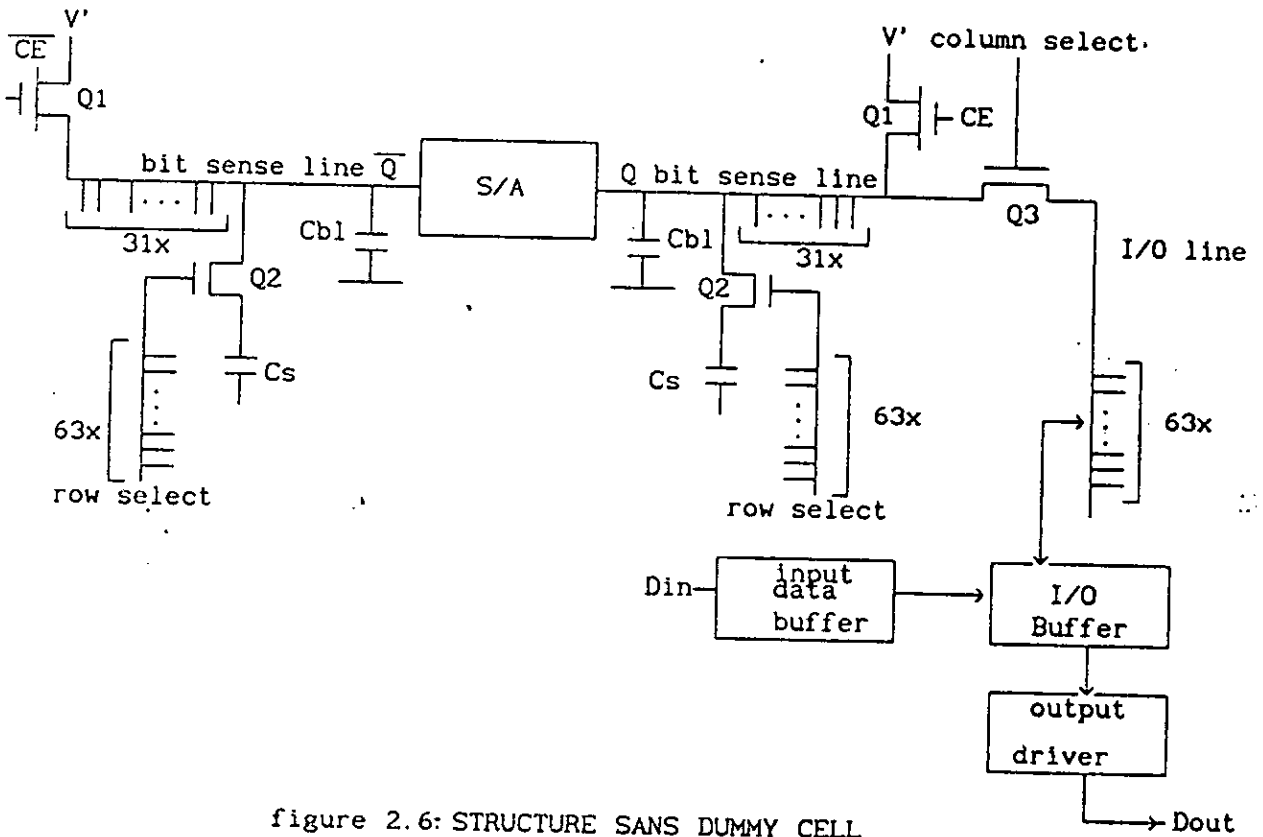 V'
C̅E̅
Q1
V' column select
Q1
CE
bit sense line Q̅
S/A
Q bit sense line
Q3
31x
Cbl
Cbl
31x
I/O line
Q2
Q2
Cs
Cs
63x
63x
63x
row select
row select
Din
input
data
buffer
I/O
Buffer
output
driver
Dout
figure 2.6: STRUCTURE SANS DUMMY CELL